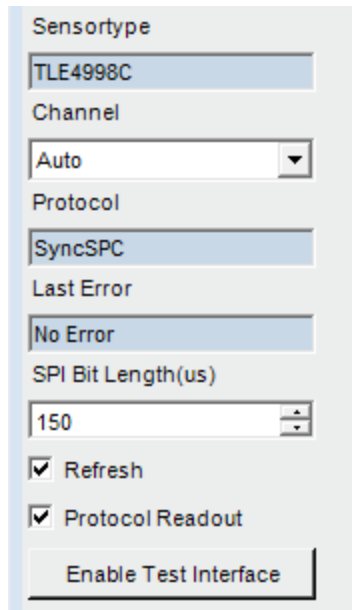 Sensortype
TLE4998C
Channel
Auto
Protocol
SyncSPC
Last Error
No Error
SPI Bit Length(us)
150
Refresh
Protocol Readout
Enable Test Interface